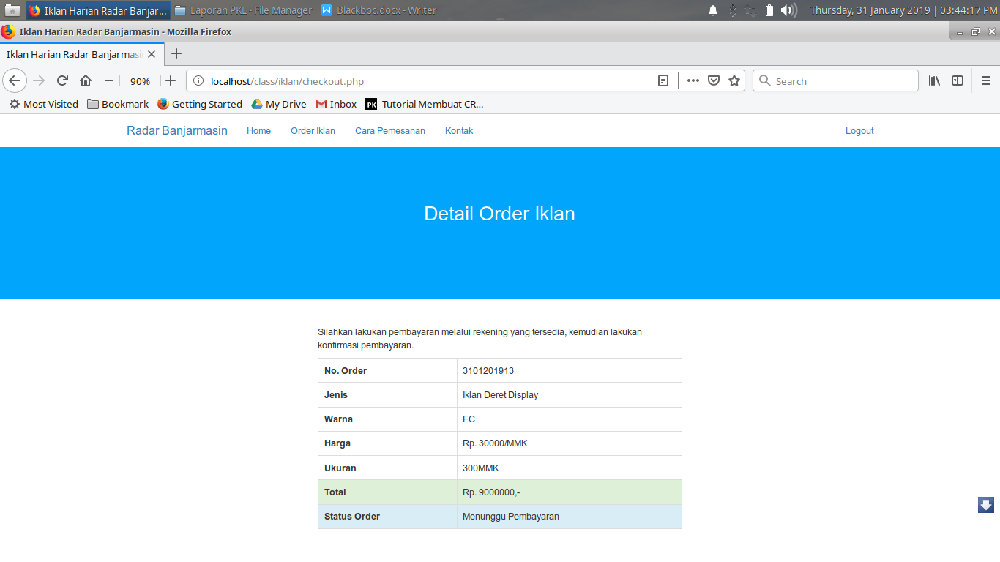 Iklan Harian Radar Banjar... Laporan PKL - File Manager Blackboc.docx - Writer Thursday, 31 January 2019 | 03:44:17 PM
Iklan Harian Radar Banjarmasin - Mozilla Firefox
Iklan Harian Radar Banjarmasi
90% localhost/class/iklan/checkout.php Search
Most Visited Bookmark Getting Started My Drive Inbox PK Tutorial Membuat CR...
Radar Banjarmasin Home Order Iklan Cara Pemesanan Kontak Logout
Detail Order Iklan
Silahkan lakukan pembayaran melalui rekening yang tersedia, kemudian lakukan
konfirmasi pembayaran.
No. Order 3101201913
Jenis Iklan Deret Display
Warna FC
Harga Rp. 30000/MMK
Ukuran 300MMK
Total Rp. 9000000,-
Status Order Menunggu Pembayaran